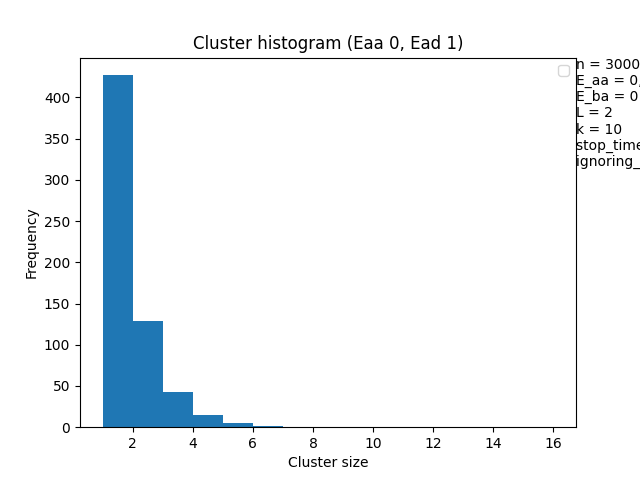 Cluster histogram (Eaa 0, Ead 1)
n = 3000
E_aa = 0,
E_ba = 0
L = 2
k = 10
stop_time
ignoring_
400
350
300
250
200
150
100
50
0
Frequency
2 4 6 8 10 12 14 16
Cluster size